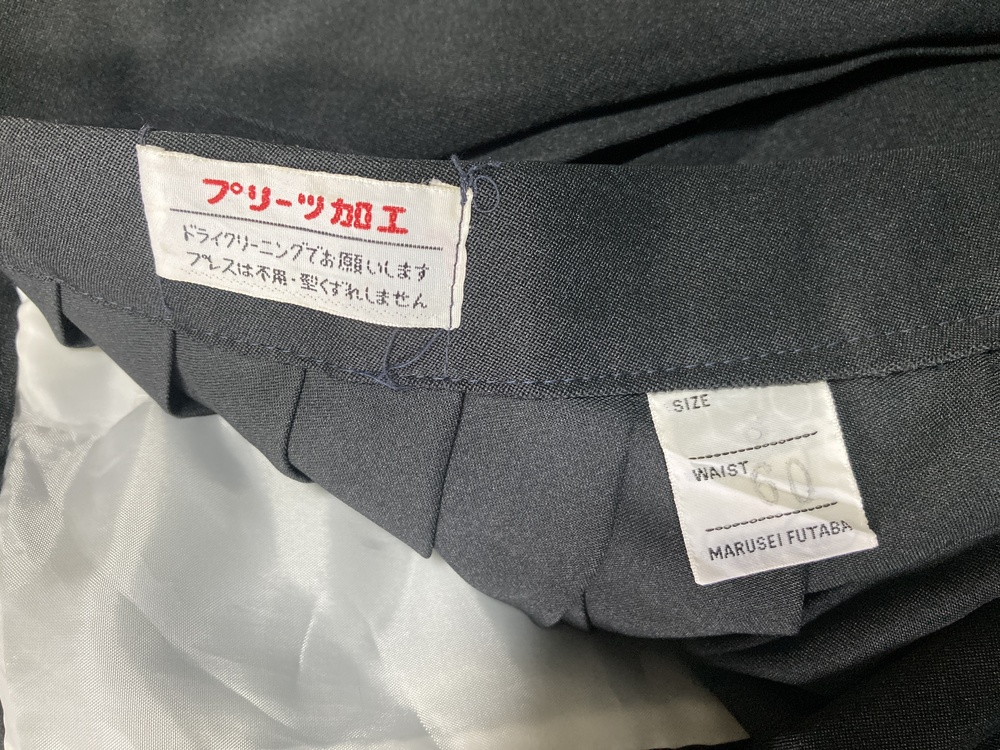 プリーツ加工
ドライクリーニングでお願いします
プレスは不用・型くずれしません
SIZE
WAIST 60
MARUSEI FUTABA